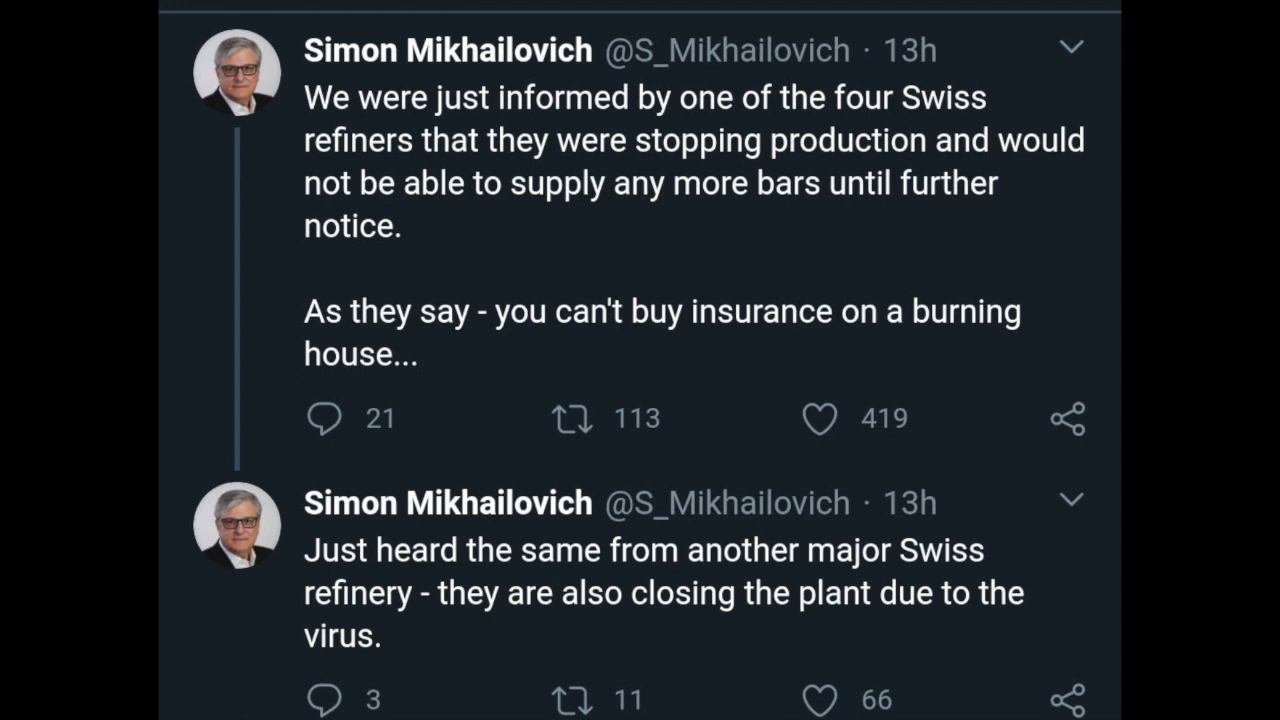 Simon Mikhailovich @S_Mikhailovich · 13h
We were just informed by one of the four Swiss
refiners that they were stopping production and would
not be able to supply any more bars until further
notice.
As they say - you can't buy insurance on a burning
house...
21 113 419
Simon Mikhailovich @S_Mikhailovich · 13h
Just heard the same from another major Swiss
refinery - they are also closing the plant due to the
virus.
3 11 66